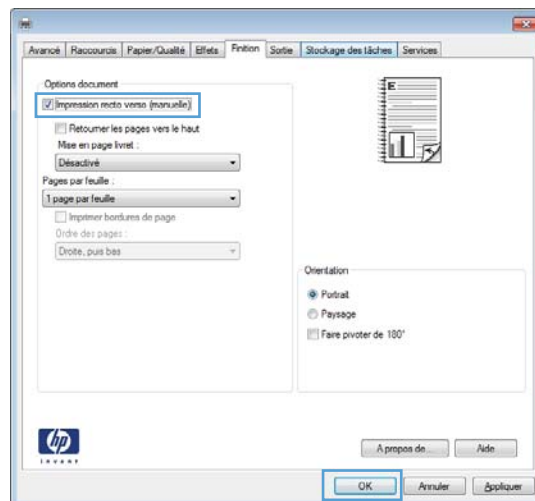 Avancé Raccourcis Papier/Qualité Effets Finition Sortie Stockage des tâches Services
Options document
Impression recto verso (manuelle)
Retourner les pages vers le haut
Mise en page livret :
Désactivé
Pages par feuille :
1 page par feuille
Imprimer bordures de page
Ordre des pages :
Droite, puis bas
E
Orientation
Portrait
Paysage
Faire pivoter de 180°
hp
invent
A propos de...
Aide
OK
Annuler
Appliquer